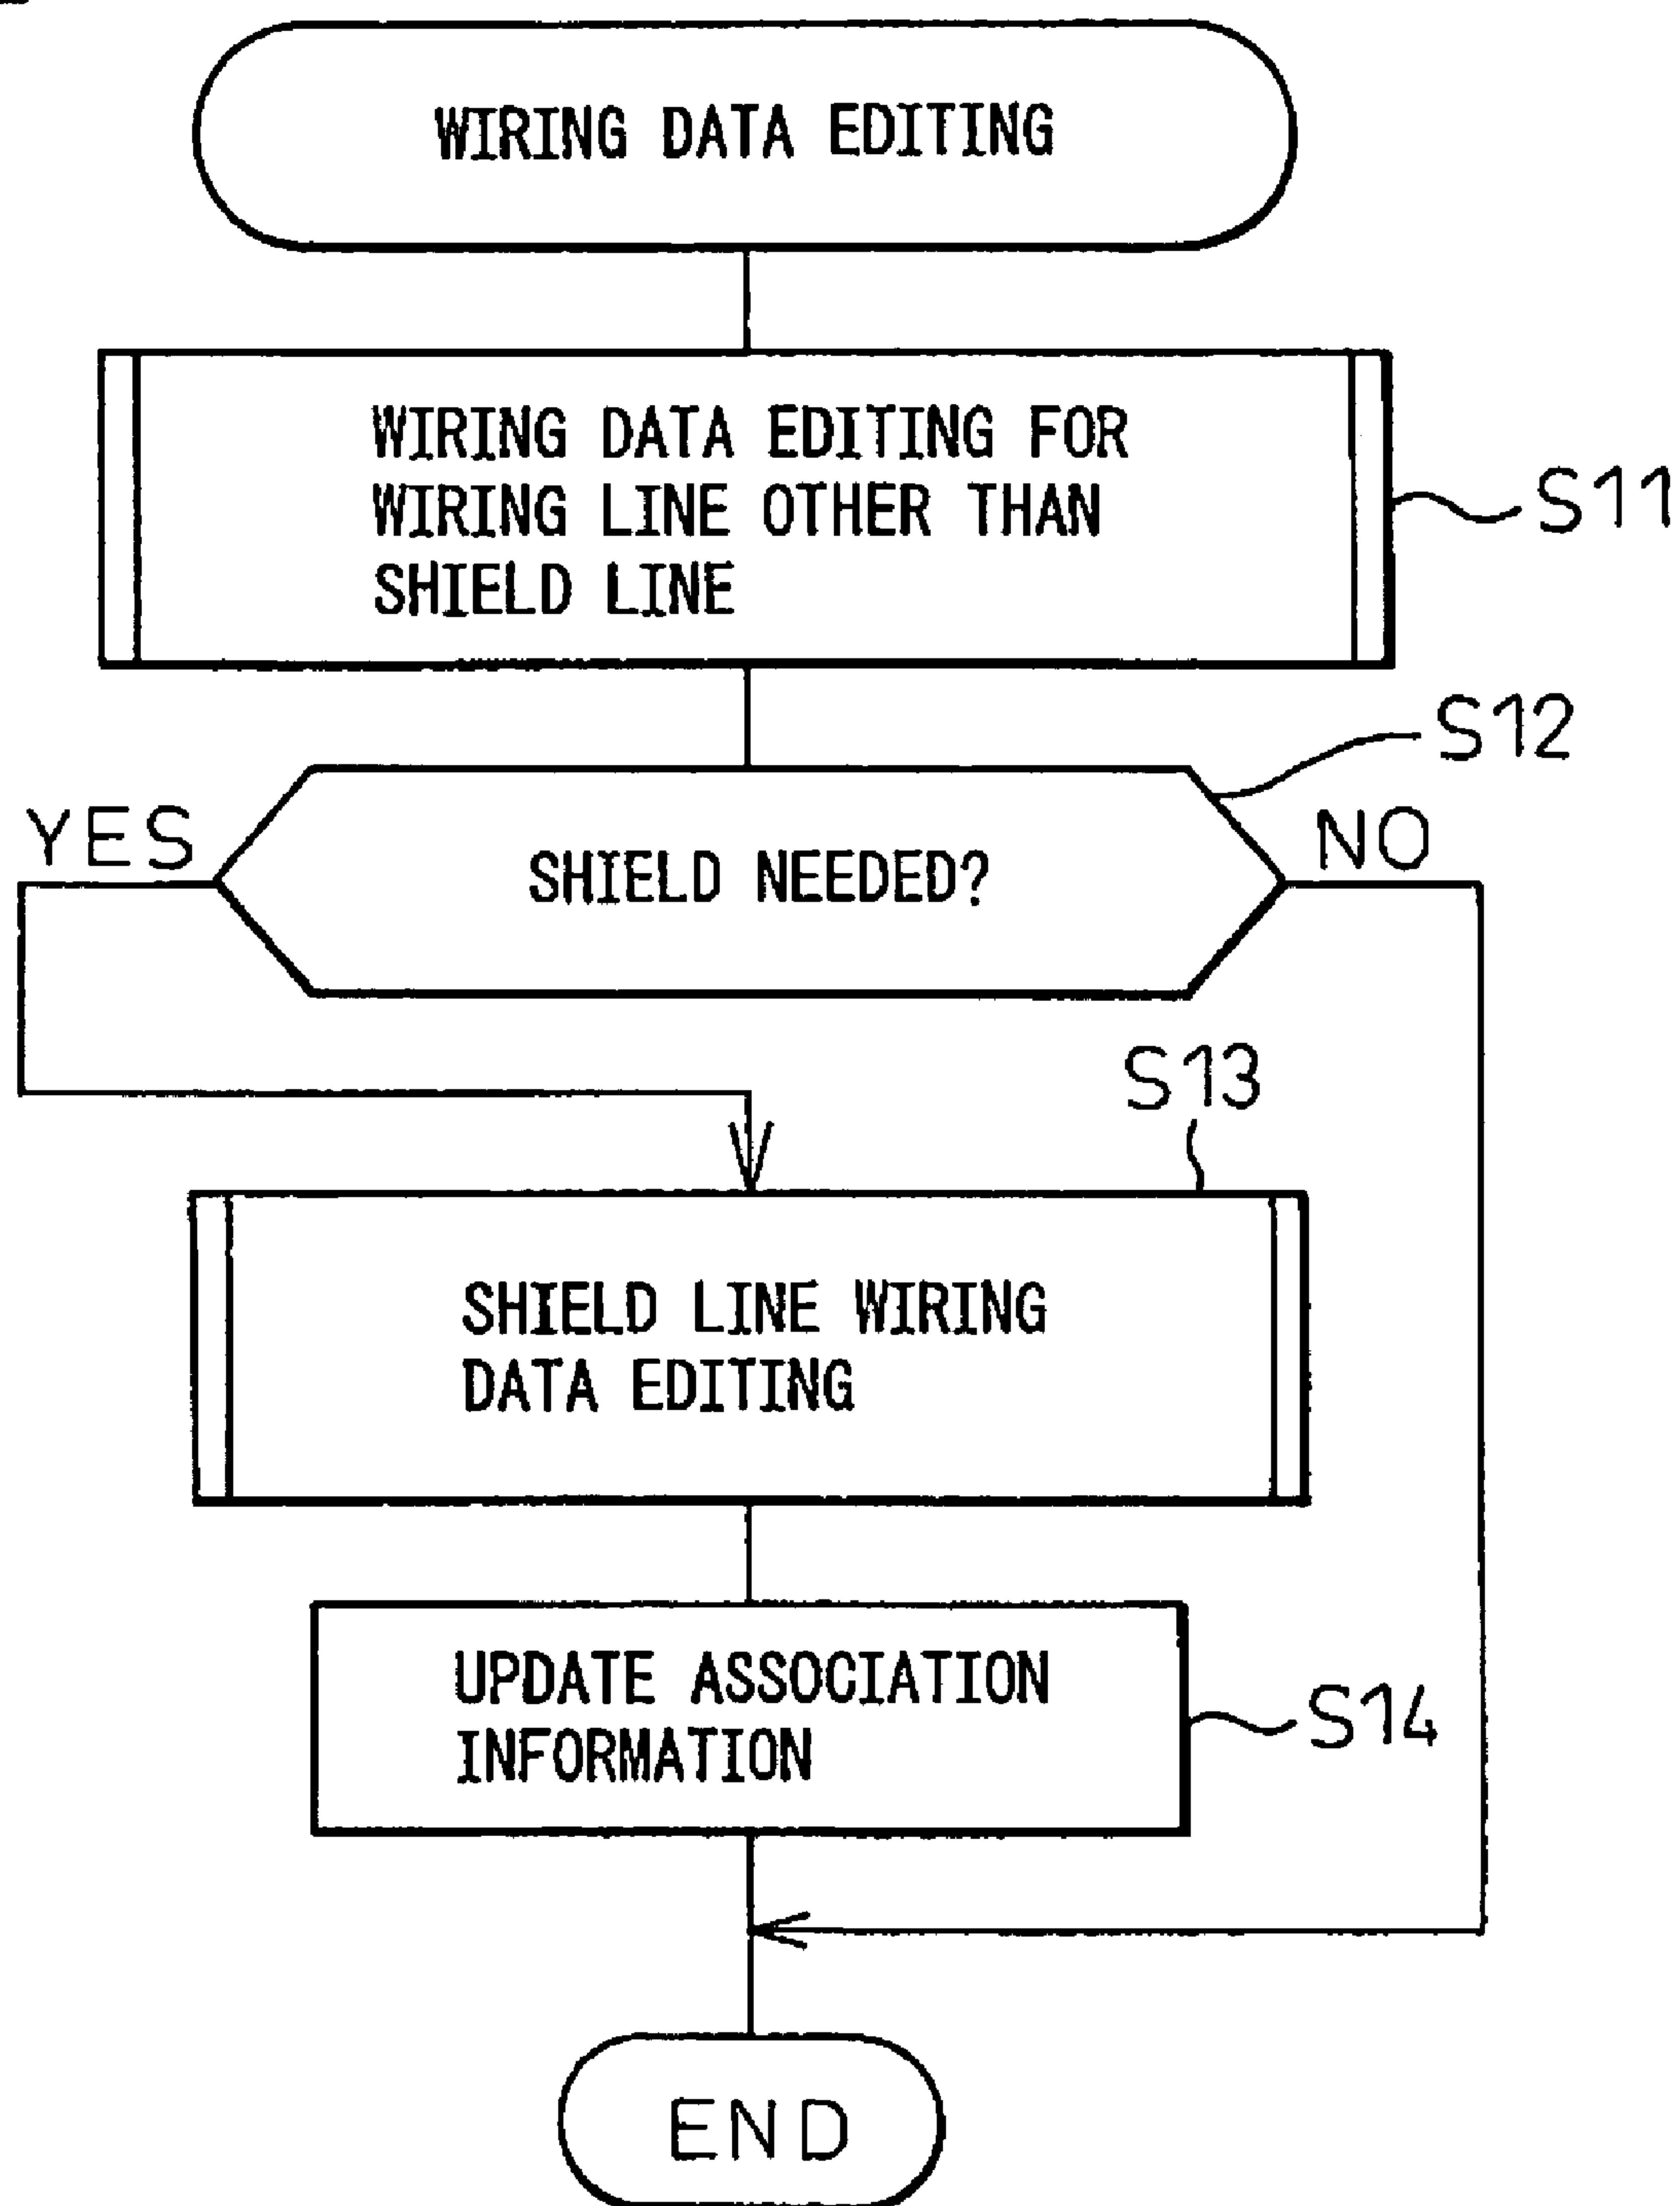 WIRING DATA EDITING
WIRING DATA EDITING FOR
WIRING LINE OTHER THAN
SHIELD LINE
S11
S12
YES
SHIELD NEEDED?
NO
S13
SHIELD LINE WIRING
DATA EDITING
UPDATE ASSOCIATION
INFORMATION
S14
END